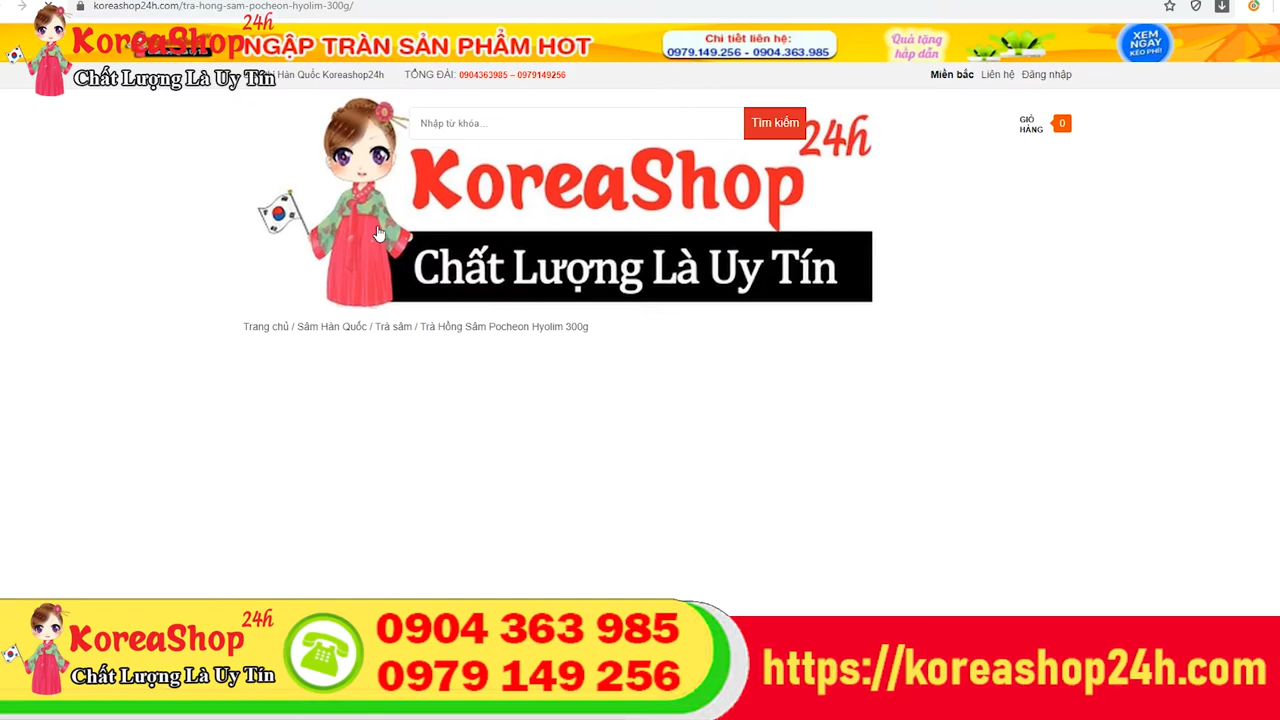 koreashop24h.com/tra-hong-sam-pocheon-hyolim-300g/
KoreaShop 24h
Chất Lượng Là Uy Tín
NGẬP TRÀN SẢN PHẨM HOT
Chi tiết liên hệ:
0979.149.256 - 0904.363.985
Quà tặng
hấp dẫn
XEM
NGAY
KẺO PHÍ!
Hàn Quốc Koreashop24h
TỔNG ĐÀI: 0904363985 – 0979149256
Miền bắc
Liên hệ
Đăng nhập
Nhập từ khóa...
Tìm kiếm
GIỎ
HÀNG
0
KoreaShop 24h
Chất Lượng Là Uy Tín
Trang chủ / Sâm Hàn Quốc / Trà sâm / Trà Hồng Sâm Pocheon Hyolim 300g
KoreaShop 24h
Chất Lượng Là Uy Tín
0904 363 985
0979 149 256
https://koreashop24h.com